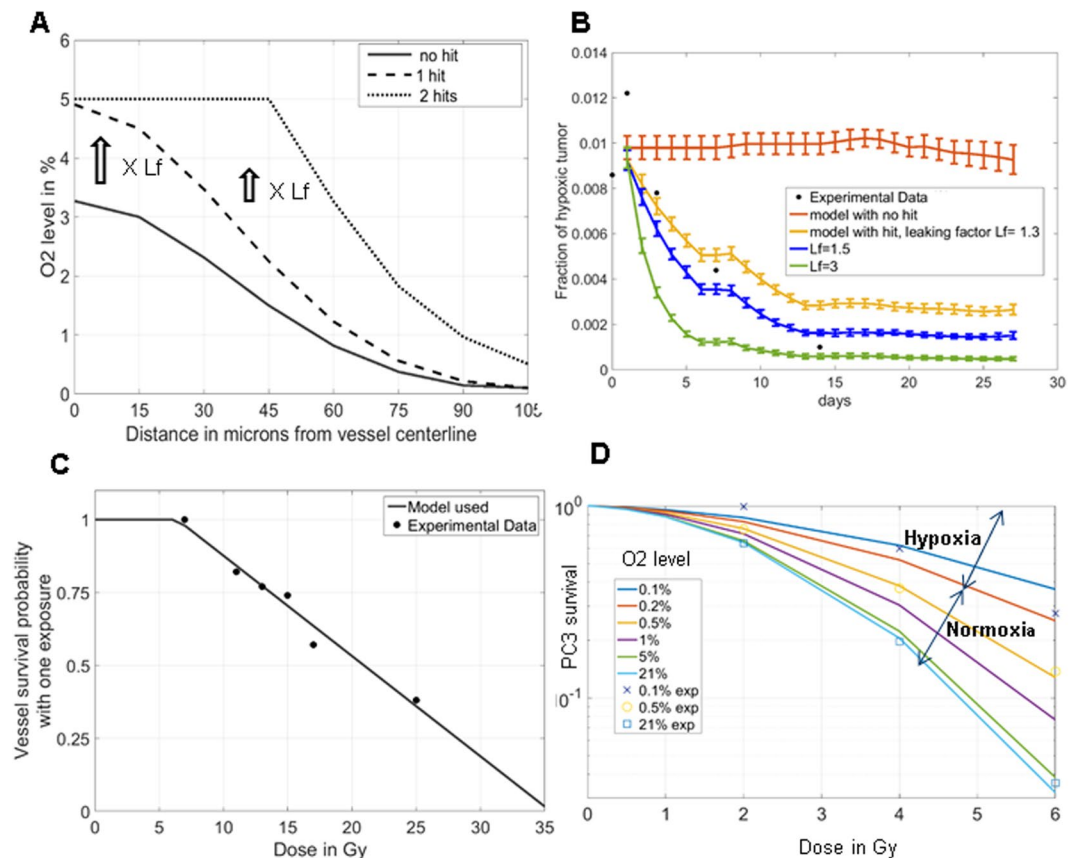 A
O2 level in %
6
5
4
3
2
1
0
0 15 30 45 60 75 90 105
Distance in microns from vessel centerline
no hit
1 hit
2 hits
X Lf
X Lf
B
Fraction of hypoxic tumor
0.014
0.012
0.010
0.008
0.006
0.004
0.002
0
0 5 10 15 20 25 30
days
Experimental Data
model with no hit
model with hit, leaking factor Lf= 1.3
Lf=1.5
Lf=3
C
Vessel survival probability
with one exposure
1
0.75
0.5
0.25
0
0 5 10 15 20 25 30 35
Dose in Gy
Model used
Experimental Data
D
PC3 survival
10^0
0^-1
0 1 2 3 4 5 6
Dose in Gy
O2 level
0.1%
0.2%
0.5%
1%
5%
21%
0.1% exp
0.5% exp
21% exp
Hypoxia
Normoxia